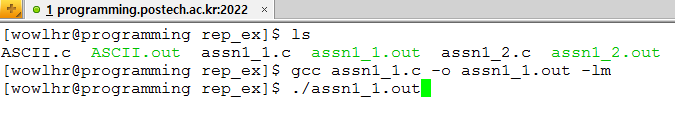 1 programming.postech.ac.kr:2022
[wowlhr@programming rep_ex]$ ls
ASCII.c ASCII.out assn1_1.c assn1_1.out assn1_2.c assn1_2.out
[wowlhr@programming rep_ex]$ gcc assn1_1.c -o assn1_1.out -lm
[wowlhr@programming rep_ex]$ ./assn1_1.out